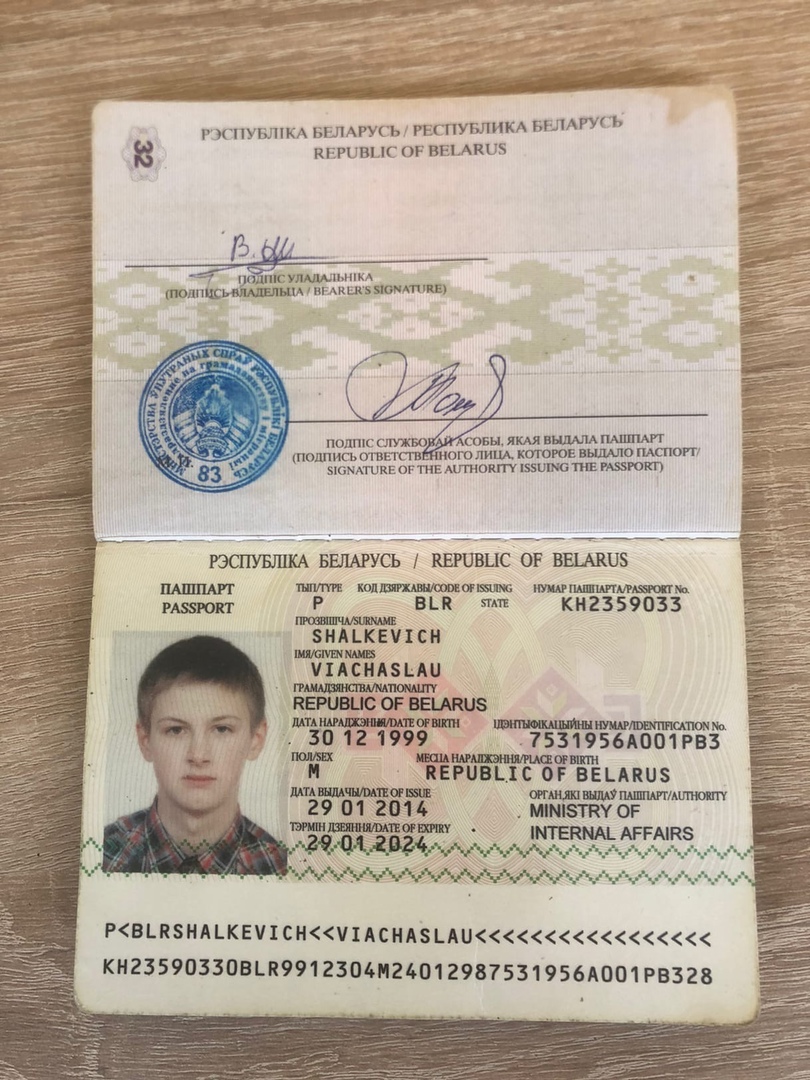 32
РЭСПУБЛІКА БЕЛАРУСЬ / РЕСПУБЛИКА БЕЛАРУСЬ
REPUBLIC OF BELARUS
ПОДПІС УЛАДАЛЬНІКА
(ПОДПИСЬ ВЛАДЕЛЬЦА / BEARER'S SIGNATURE)
МІНІСТЭРСТВА ЎНУТРАНЫХ СПРАЎ РЭСПУБЛІКІ БЕЛАРУСЬ
83
ПОДПІС СЛУЖБОВАЙ АСОБЫ, ЯКАЯ ВЫДАЛА ПАШПАРТ
(ПОДПИСЬ ОТВЕТСТВЕННОГО ЛИЦА, КОТОРОЕ ВЫДАЛО ПАСПОРТ/
SIGNATURE OF THE AUTHORITY ISSUING THE PASSPORT)
РЭСПУБЛІКА БЕЛАРУСЬ / REPUBLIC OF BELARUS
ПАШПАРТ
PASSPORT
ТЫП/TYPE КОД ДЗЯРЖАВЫ/CODE OF ISSUING STATE НУМАР ПАШПАРТА/PASSPORT No.
P BLR KH2359033
ПРОЗВІШЧА/SURNAME
SHALKEVICH
ІМЯ/GIVEN NAMES
VIACHASLAU
ГРАМАДЗЯНСТВА/NATIONALITY
REPUBLIC OF BELARUS
ДАТА НАРАДЖЭННЯ/DATE OF BIRTH ІДЭНТЫФІКАЦЫЙНЫ НУМАР/IDENTIFICATION No.
30 12 1999 7531956A001PB3
ПОЛ/SEX МЕСЦА НАРАДЖЭННЯ/PLACE OF BIRTH
M REPUBLIC OF BELARUS
ДАТА ВЫДАЧЫ/DATE OF ISSUE ОРГАН,ЯКІ ВЫДАЎ ПАШПАРТ/AUTHORITY
29 01 2014 MINISTRY OF
ТЭРМІН ДЗЕЯННЯ/DATE OF EXPIRY INTERNAL AFFAIRS
29 01 2024
P<BLRSHALKEVICH<<VIACHASLAU<<<<<<<<<<<<<<<<<
KH23590330BLR9912304M24012987531956A001PB328